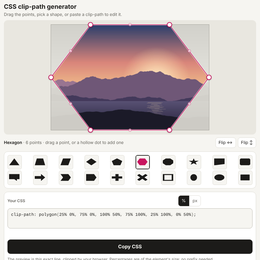 CSS clip-path generator
Drag the points, pick a shape, or paste a clip-path to edit it.
Hexagon · 6 points · drag a point, or a hollow dot to add one
Flip ↔
Flip ↕
Your CSS
%
px
clip-path: polygon(25% 0%, 75% 0%, 100% 50%, 75% 100%, 25% 100%, 0% 50%);
Copy CSS